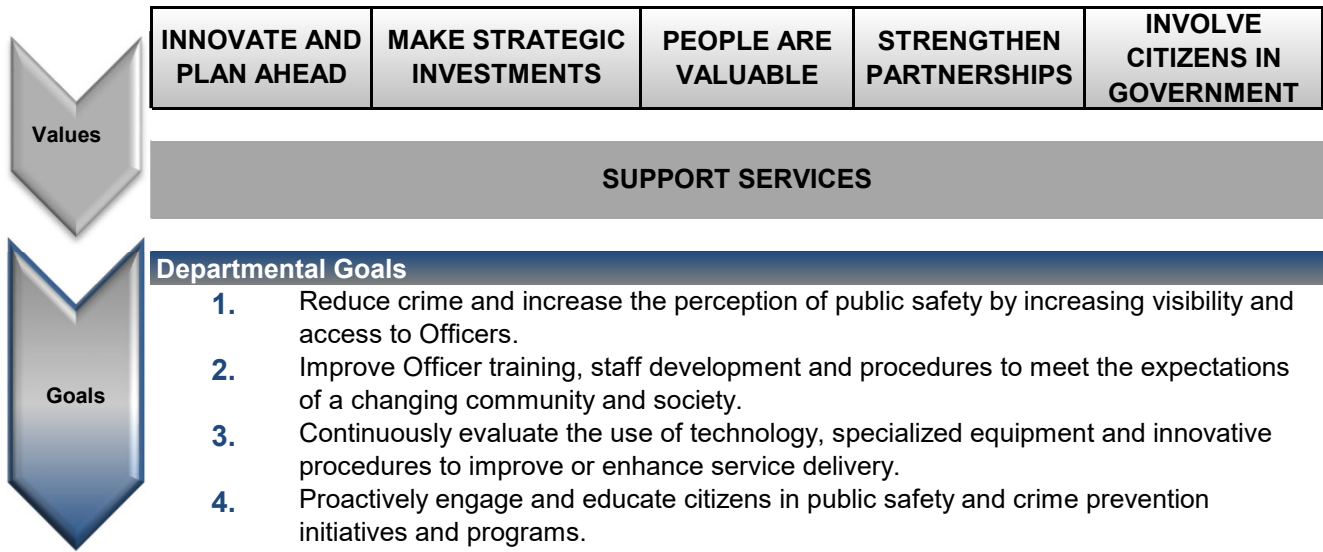 INNOVATE AND
PLAN AHEAD
MAKE STRATEGIC
INVESTMENTS
PEOPLE ARE
VALUABLE
STRENGTHEN
PARTNERSHIPS
INVOLVE
CITIZENS IN
GOVERNMENT
Values
SUPPORT SERVICES
Departmental Goals
1. Reduce crime and increase the perception of public safety by increasing visibility and
access to Officers.
2. Improve Officer training, staff development and procedures to meet the expectations
of a changing community and society.
Goals
3. Continuously evaluate the use of technology, specialized equipment and innovative
procedures to improve or enhance service delivery.
4. Proactively engage and educate citizens in public safety and crime prevention
initiatives and programs.